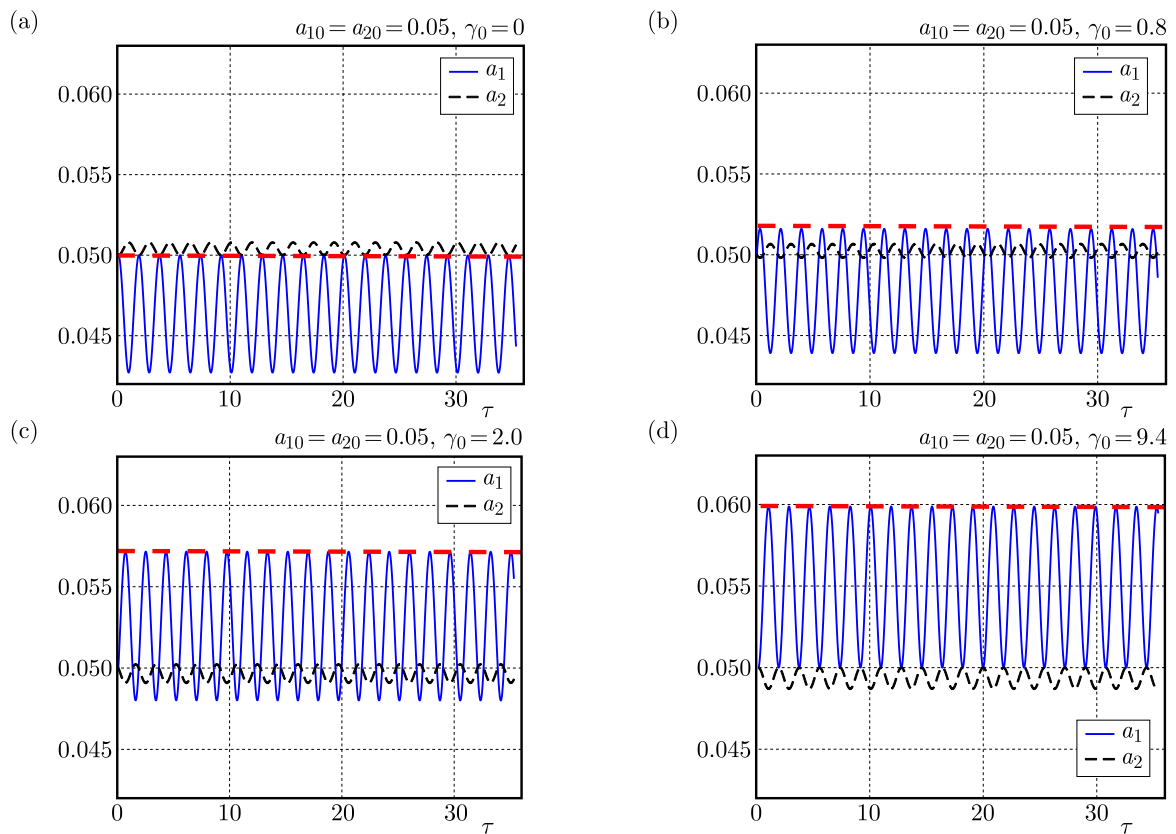 (a)
a₁₀ = a₂₀ = 0.05, γ₀ = 0
a₁
a₂
0.060
0.055
0.050
0.045
0 10 20 30
τ
(b)
a₁₀ = a₂₀ = 0.05, γ₀ = 0.8
a₁
a₂
0.060
0.055
0.050
0.045
0 10 20 30
τ
(c)
a₁₀ = a₂₀ = 0.05, γ₀ = 2.0
a₁
a₂
0.060
0.055
0.050
0.045
0 10 20 30
τ
(d)
a₁₀ = a₂₀ = 0.05, γ₀ = 9.4
0.060
0.055
0.050
0.045
a₁
a₂
0 10 20 30
τ